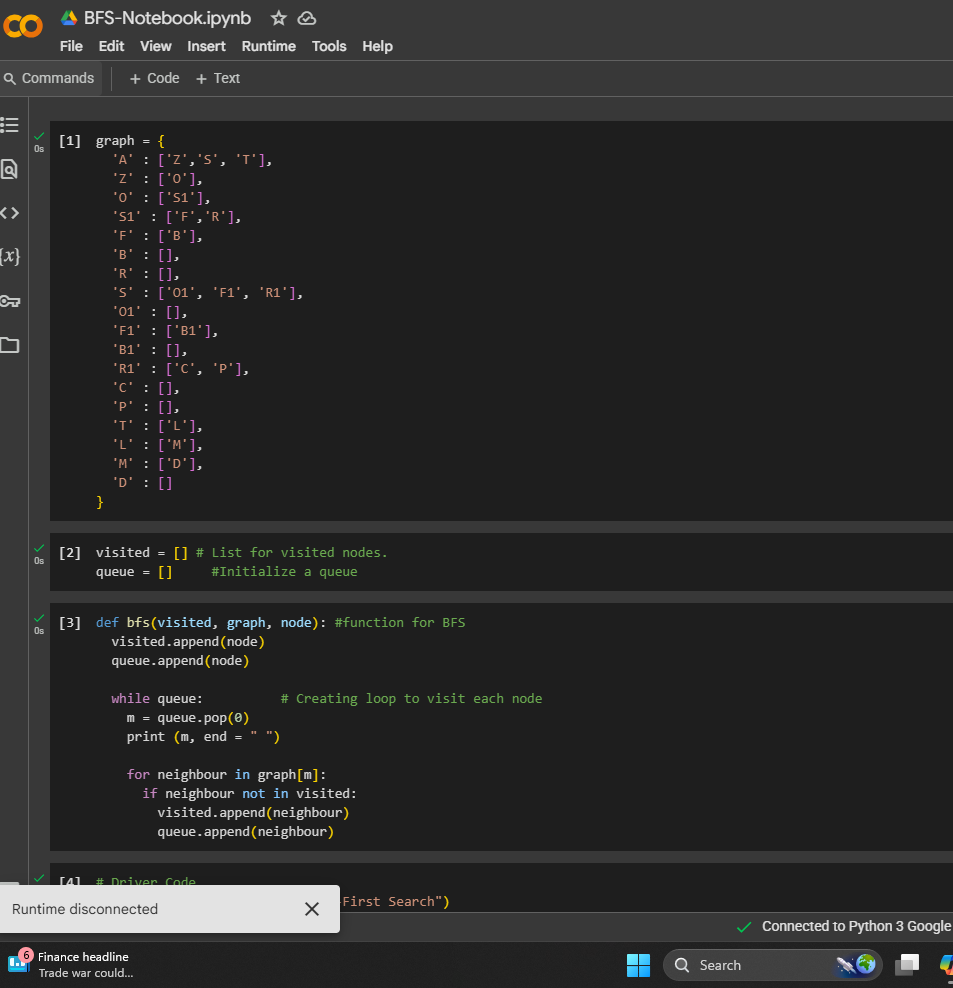 BFS-Notebook.ipynb
File Edit View Insert Runtime Tools Help
Commands + Code + Text
[1] graph = {
'A' : ['Z','S', 'T'],
'Z' : ['O'],
'O' : ['S1'],
'S1' : ['F','R'],
'F' : ['B'],
'B' : [],
'R' : [],
'S' : ['O1', 'F1', 'R1'],
'O1' : [],
'F1' : ['B1'],
'B1' : [],
'R1' : ['C', 'P'],
'C' : [],
'P' : [],
'T' : ['L'],
'L' : ['M'],
'M' : ['D'],
'D' : []
}
0s
[2] visited = [] # List for visited nodes.
queue = [] #Initialize a queue
0s
[3] def bfs(visited, graph, node): #function for BFS
0s
visited.append(node)
queue.append(node)
while queue: # Creating loop to visit each node
m = queue.pop(0)
print (m, end = " ")
for neighbour in graph[m]:
if neighbour not in visited:
visited.append(neighbour)
queue.append(neighbour)
[4] # Driver Code
-First Search")
Runtime disconnected
Connected to Python 3 Google
6
Finance headline
Trade war could...
Search